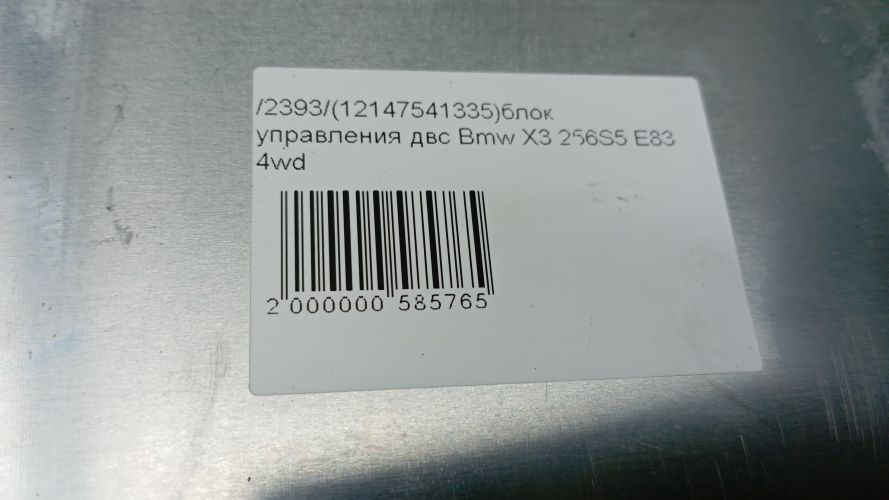 /2393/(12147541335)блок
управления двс Bmw X3 256S5 E83
4wd
2 000000 585765